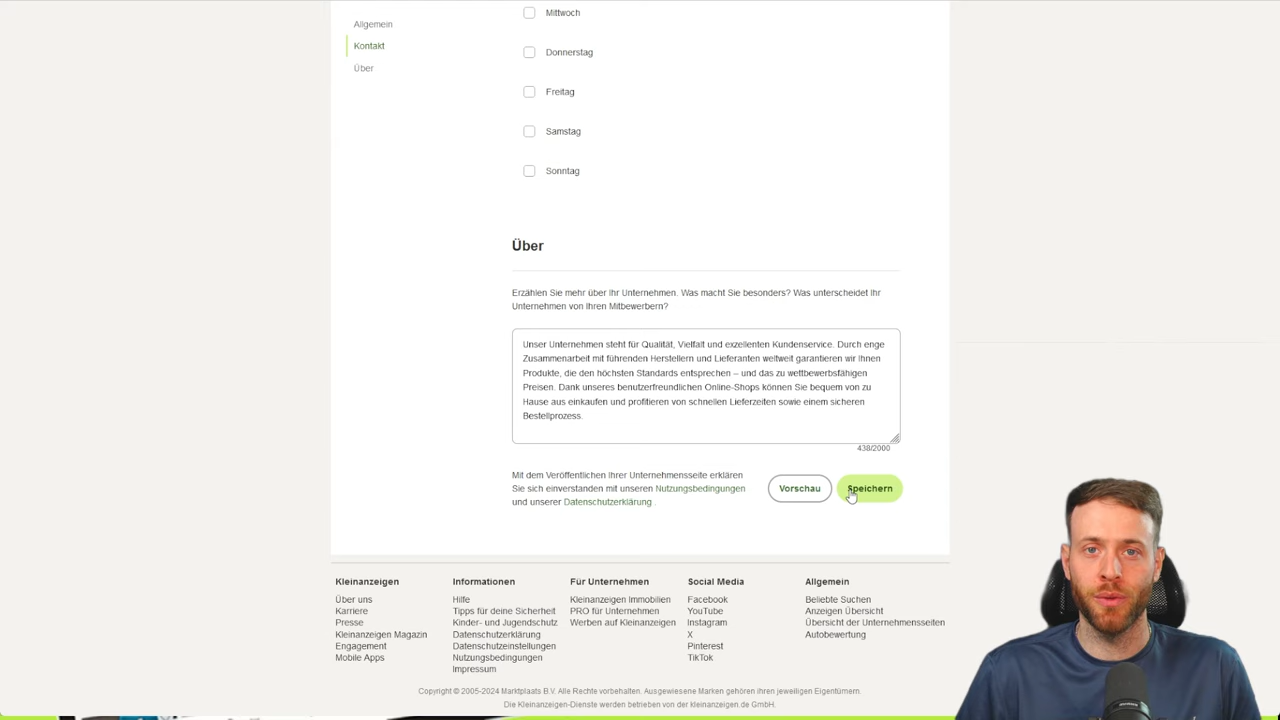 Mittwoch
Allgemein
Kontakt
Donnerstag
Über
Freitag
Samstag
Sonntag
Über
Erzählen Sie mehr über Ihr Unternehmen. Was macht Sie besonders? Was unterscheidet Ihr
Unternehmen von Ihren Mitbewerbern?
Unser Unternehmen steht für Qualität, Vielfalt und exzellenten Kundenservice. Durch enge
Zusammenarbeit mit führenden Herstellern und Lieferanten weltweit garantieren wir Ihnen
Produkte, die den höchsten Standards entsprechen – und das zu wettbewerbsfähigen
Preisen. Dank unseres benutzerfreundlichen Online-Shops können Sie bequem von zu
Hause aus einkaufen und profitieren von schnellen Lieferzeiten sowie einem sicheren
Bestellprozess.
438/2000
Mit dem Veröffentlichen Ihrer Unternehmensseite erklären
Sie sich einverstanden mit unseren Nutzungsbedingungen
und unserer Datenschutzerklärung .
Vorschau
Speichern
Kleinanzeigen
Über uns
Karriere
Presse
Kleinanzeigen Magazin
Engagement
Mobile Apps
Informationen
Hilfe
Tipps für deine Sicherheit
Kinder- und Jugendschutz
Datenschutzerklärung
Datenschutzeinstellungen
Nutzungsbedingungen
Impressum
Für Unternehmen
Kleinanzeigen Immobilien
PRO für Unternehmen
Werben auf Kleinanzeigen
Social Media
Facebook
YouTube
Instagram
X
Pinterest
TikTok
Allgemein
Beliebte Suchen
Anzeigen Übersicht
Übersicht der Unternehmensseiten
Autobewertung
Copyright © 2005-2024 Marktplaats B.V. Alle Rechte vorbehalten. Ausgewiesene Marken gehören ihren jeweiligen Eigentümern.
Die Kleinanzeigen-Dienste werden betrieben von der kleinanzeigen.de GmbH.